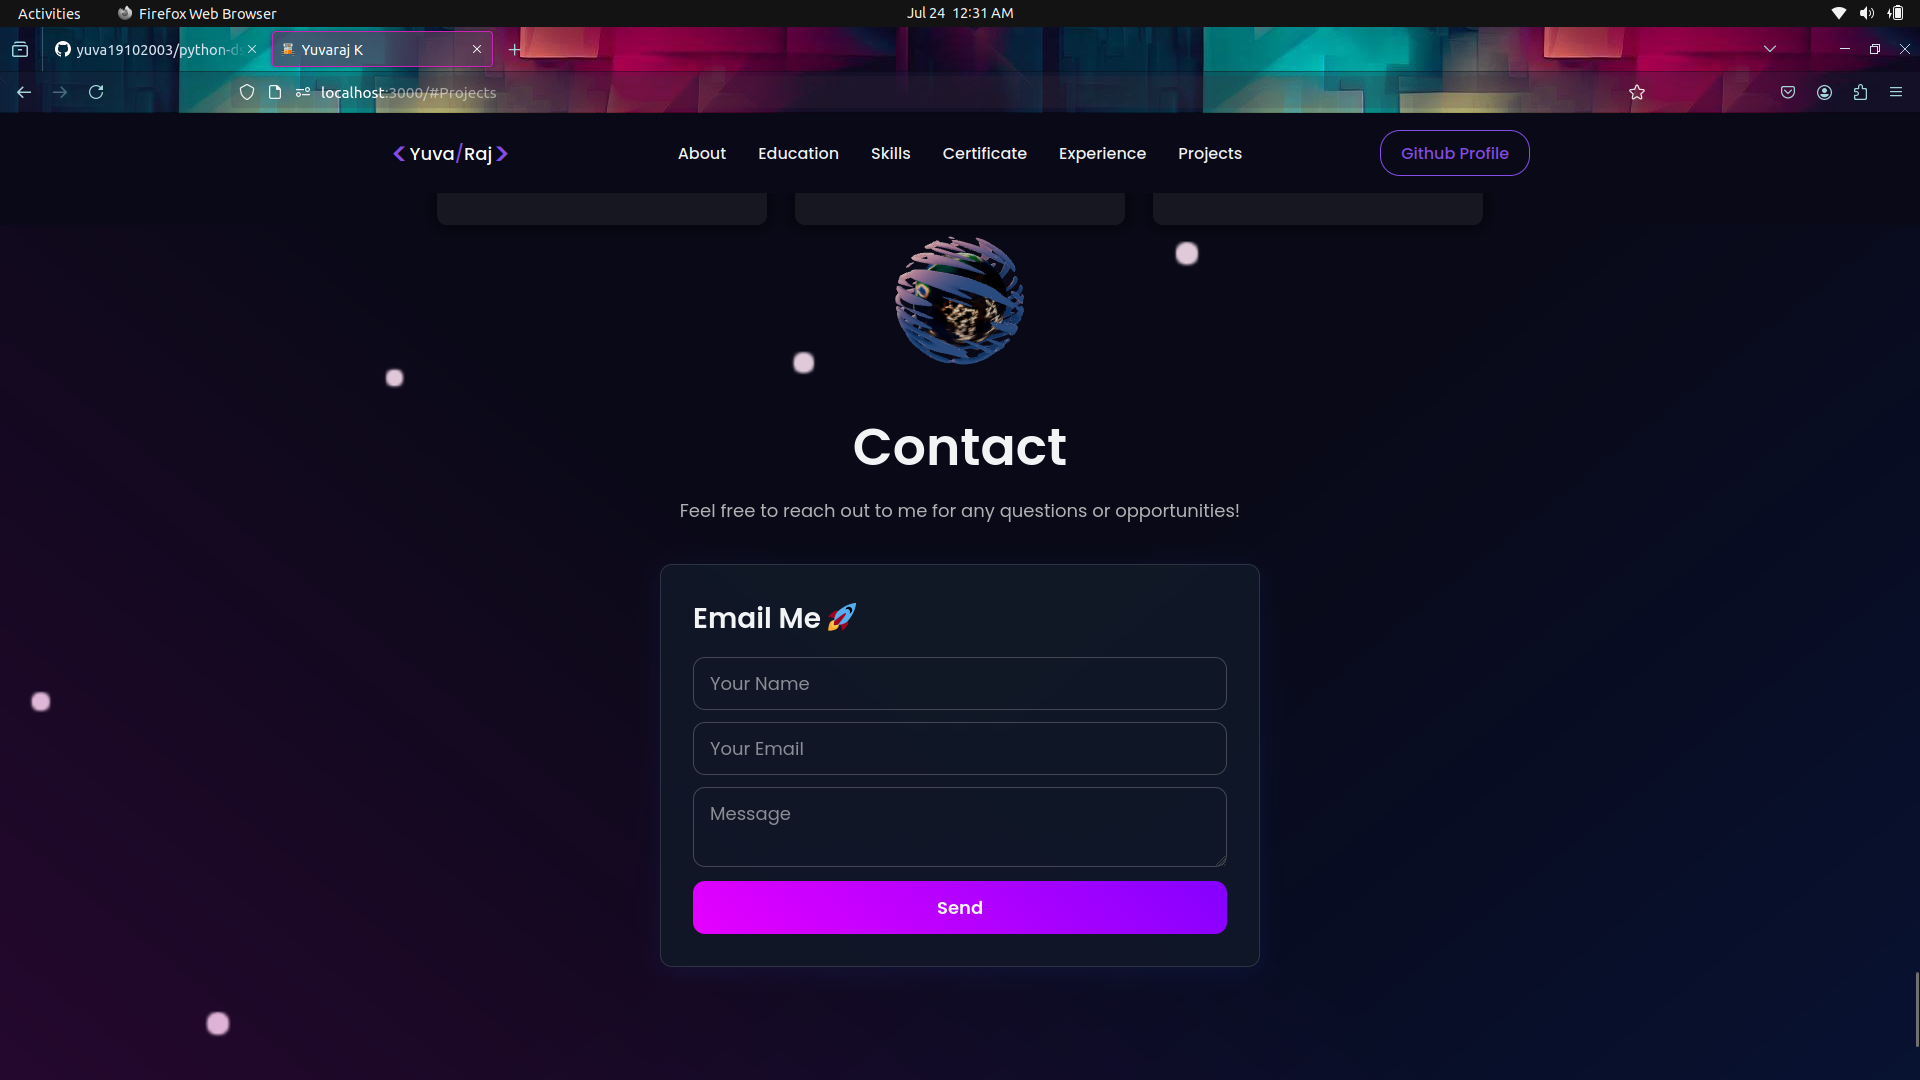 Activities
Firefox Web Browser
Jul 24 12:31 AM
yuva19102003/python-d
Yuvaraj K
localhost:3000/#Projects
<Yuva/Raj>
About
Education
Skills
Certificate
Experience
Projects
Github Profile
Contact
Feel free to reach out to me for any questions or opportunities!
Email Me 🚀
Your Name
Your Email
Message
Send